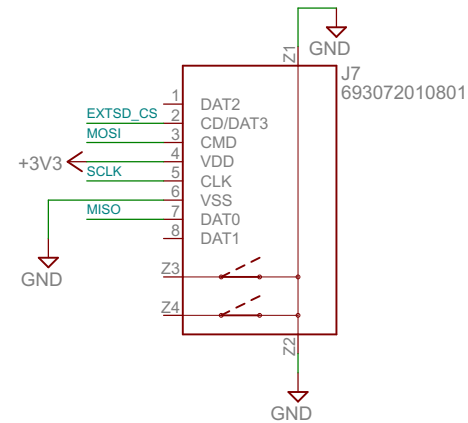 GND
Z1
J7
693072010801
1 DAT2
EXTSD_CS 2 CD/DAT3
MOSI 3 CMD
+3V3 4 VDD
SCLK 5 CLK
6 VSS
MISO 7 DAT0
8 DAT1
Z3
GND
Z4
Z2
GND